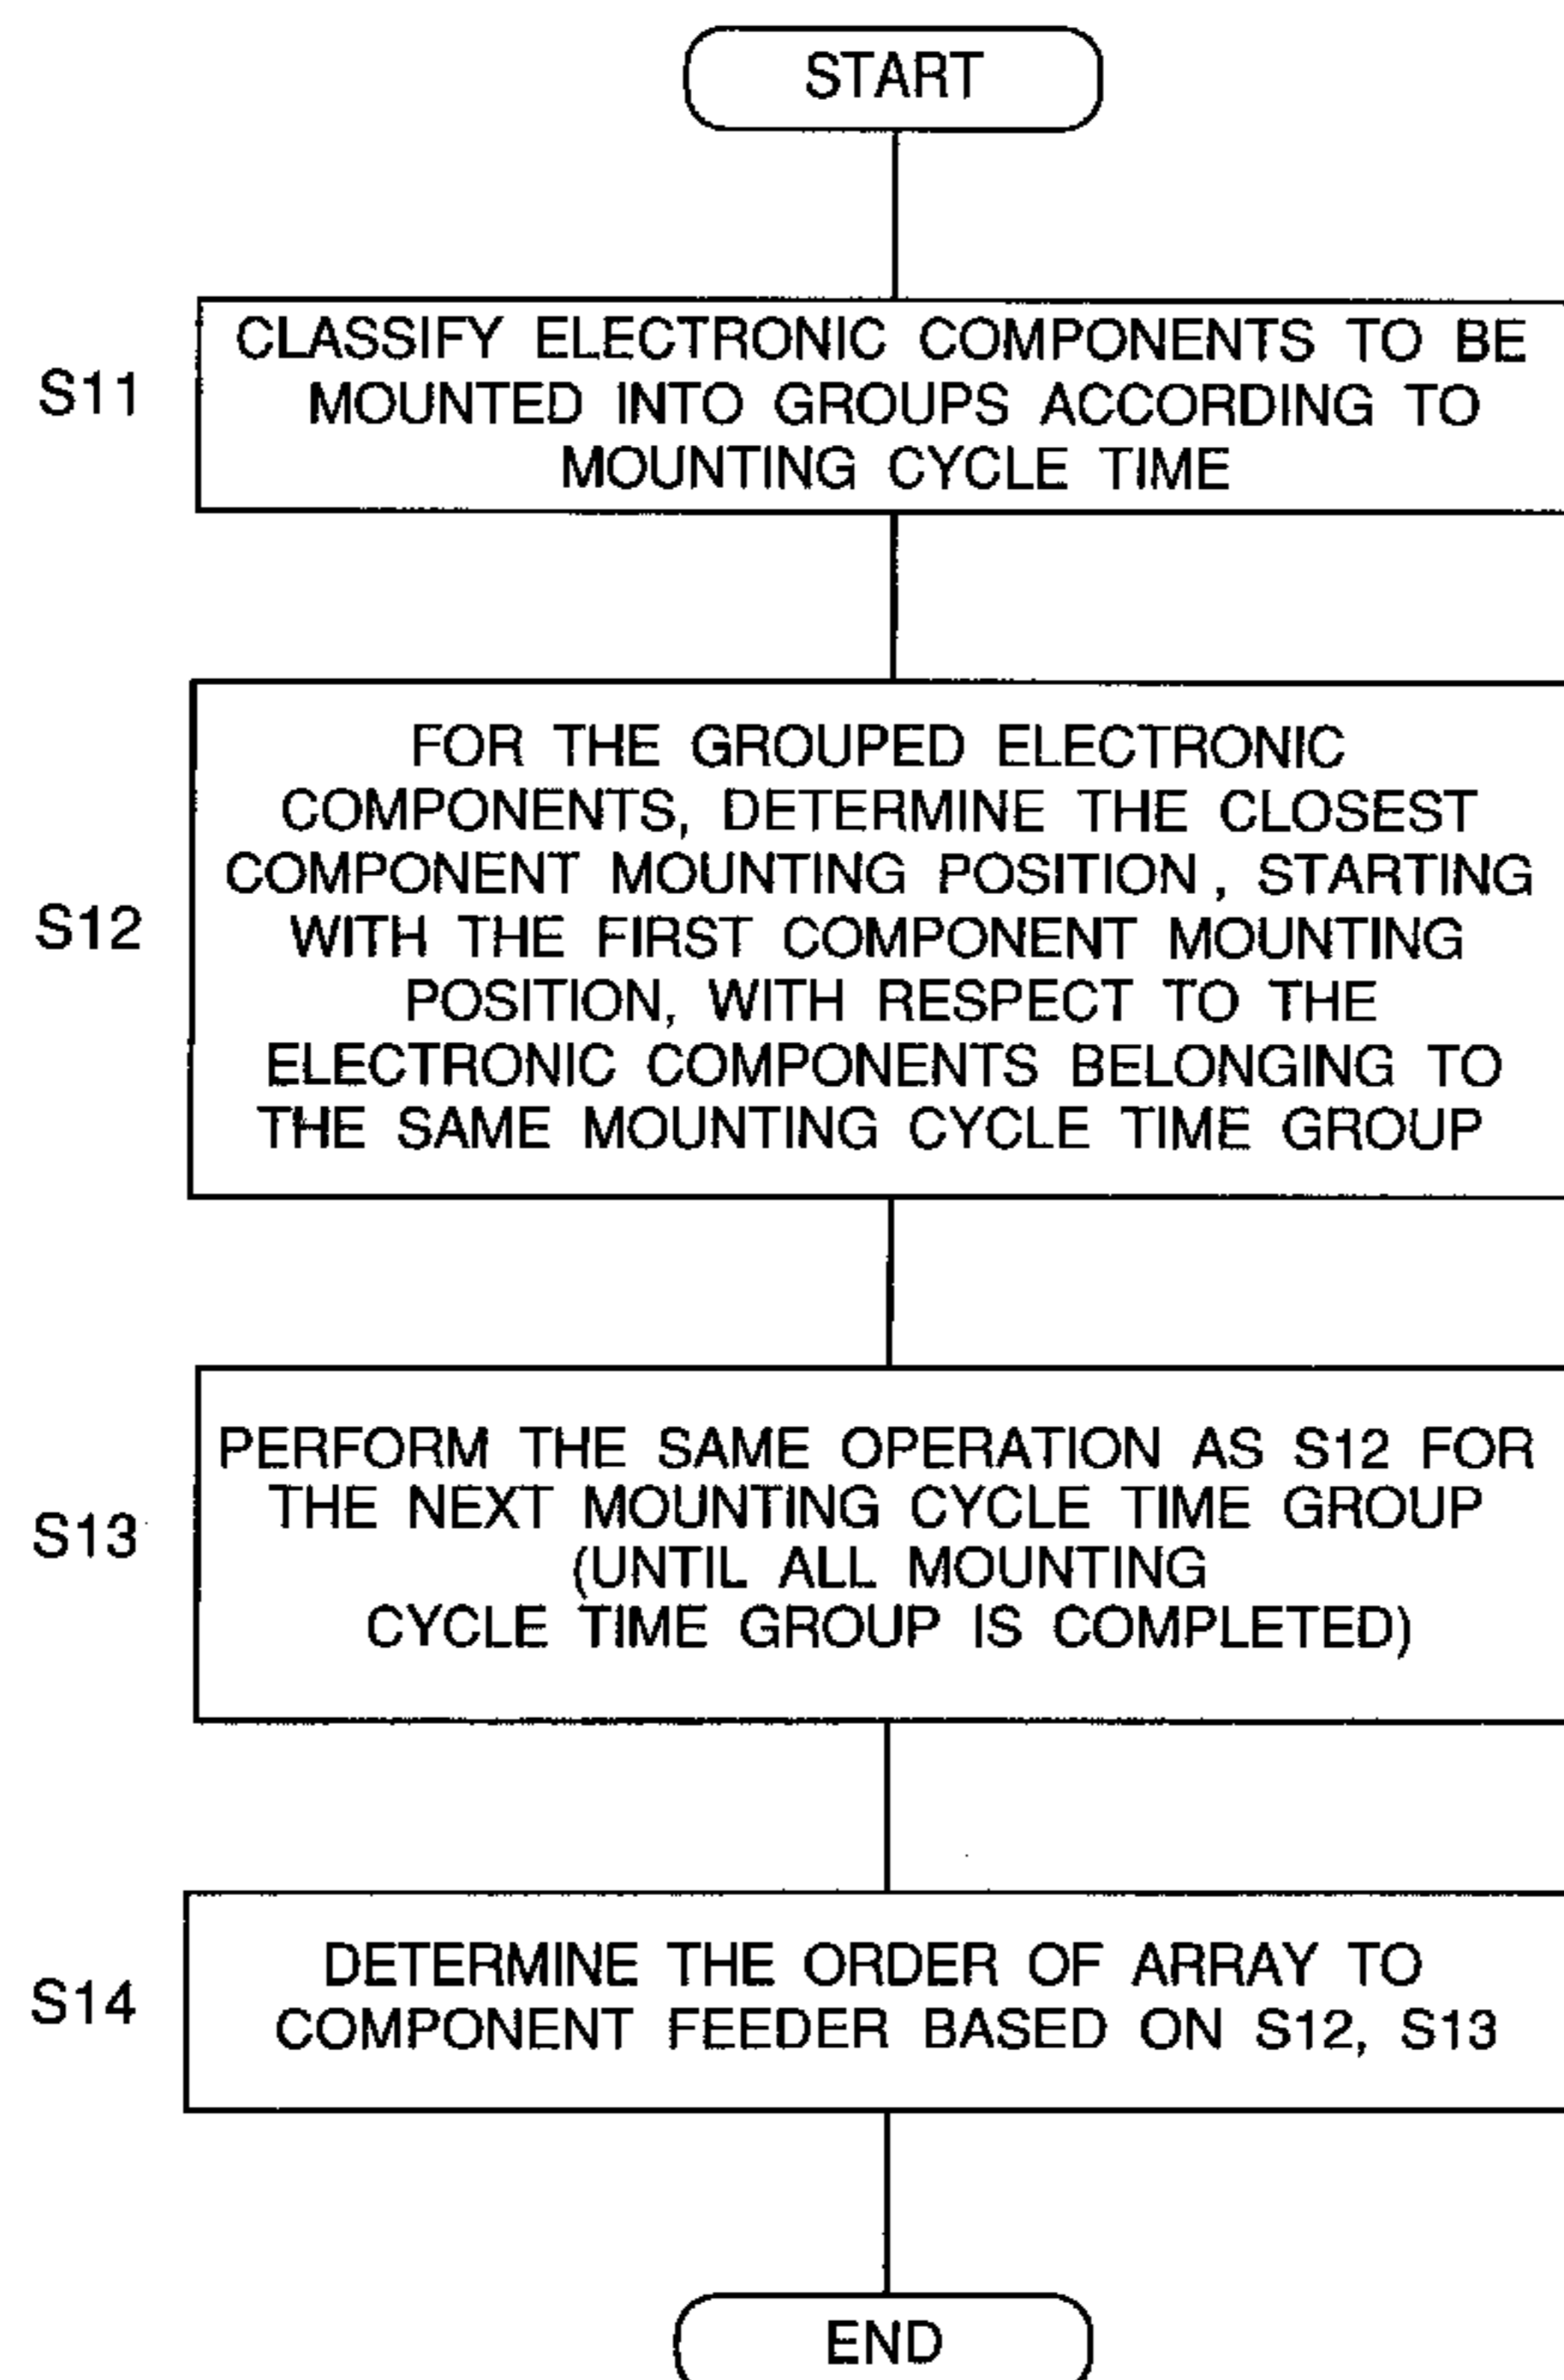 START
S11
CLASSIFY ELECTRONIC COMPONENTS TO BE
MOUNTED INTO GROUPS ACCORDING TO
MOUNTING CYCLE TIME
S12
FOR THE GROUPED ELECTRONIC
COMPONENTS, DETERMINE THE CLOSEST
COMPONENT MOUNTING POSITION , STARTING
WITH THE FIRST COMPONENT MOUNTING
POSITION, WITH RESPECT TO THE
ELECTRONIC COMPONENTS BELONGING TO
THE SAME MOUNTING CYCLE TIME GROUP
S13
PERFORM THE SAME OPERATION AS S12 FOR
THE NEXT MOUNTING CYCLE TIME GROUP
(UNTIL ALL MOUNTING
CYCLE TIME GROUP IS COMPLETED)
S14
DETERMINE THE ORDER OF ARRAY TO
COMPONENT FEEDER BASED ON S12, S13
END